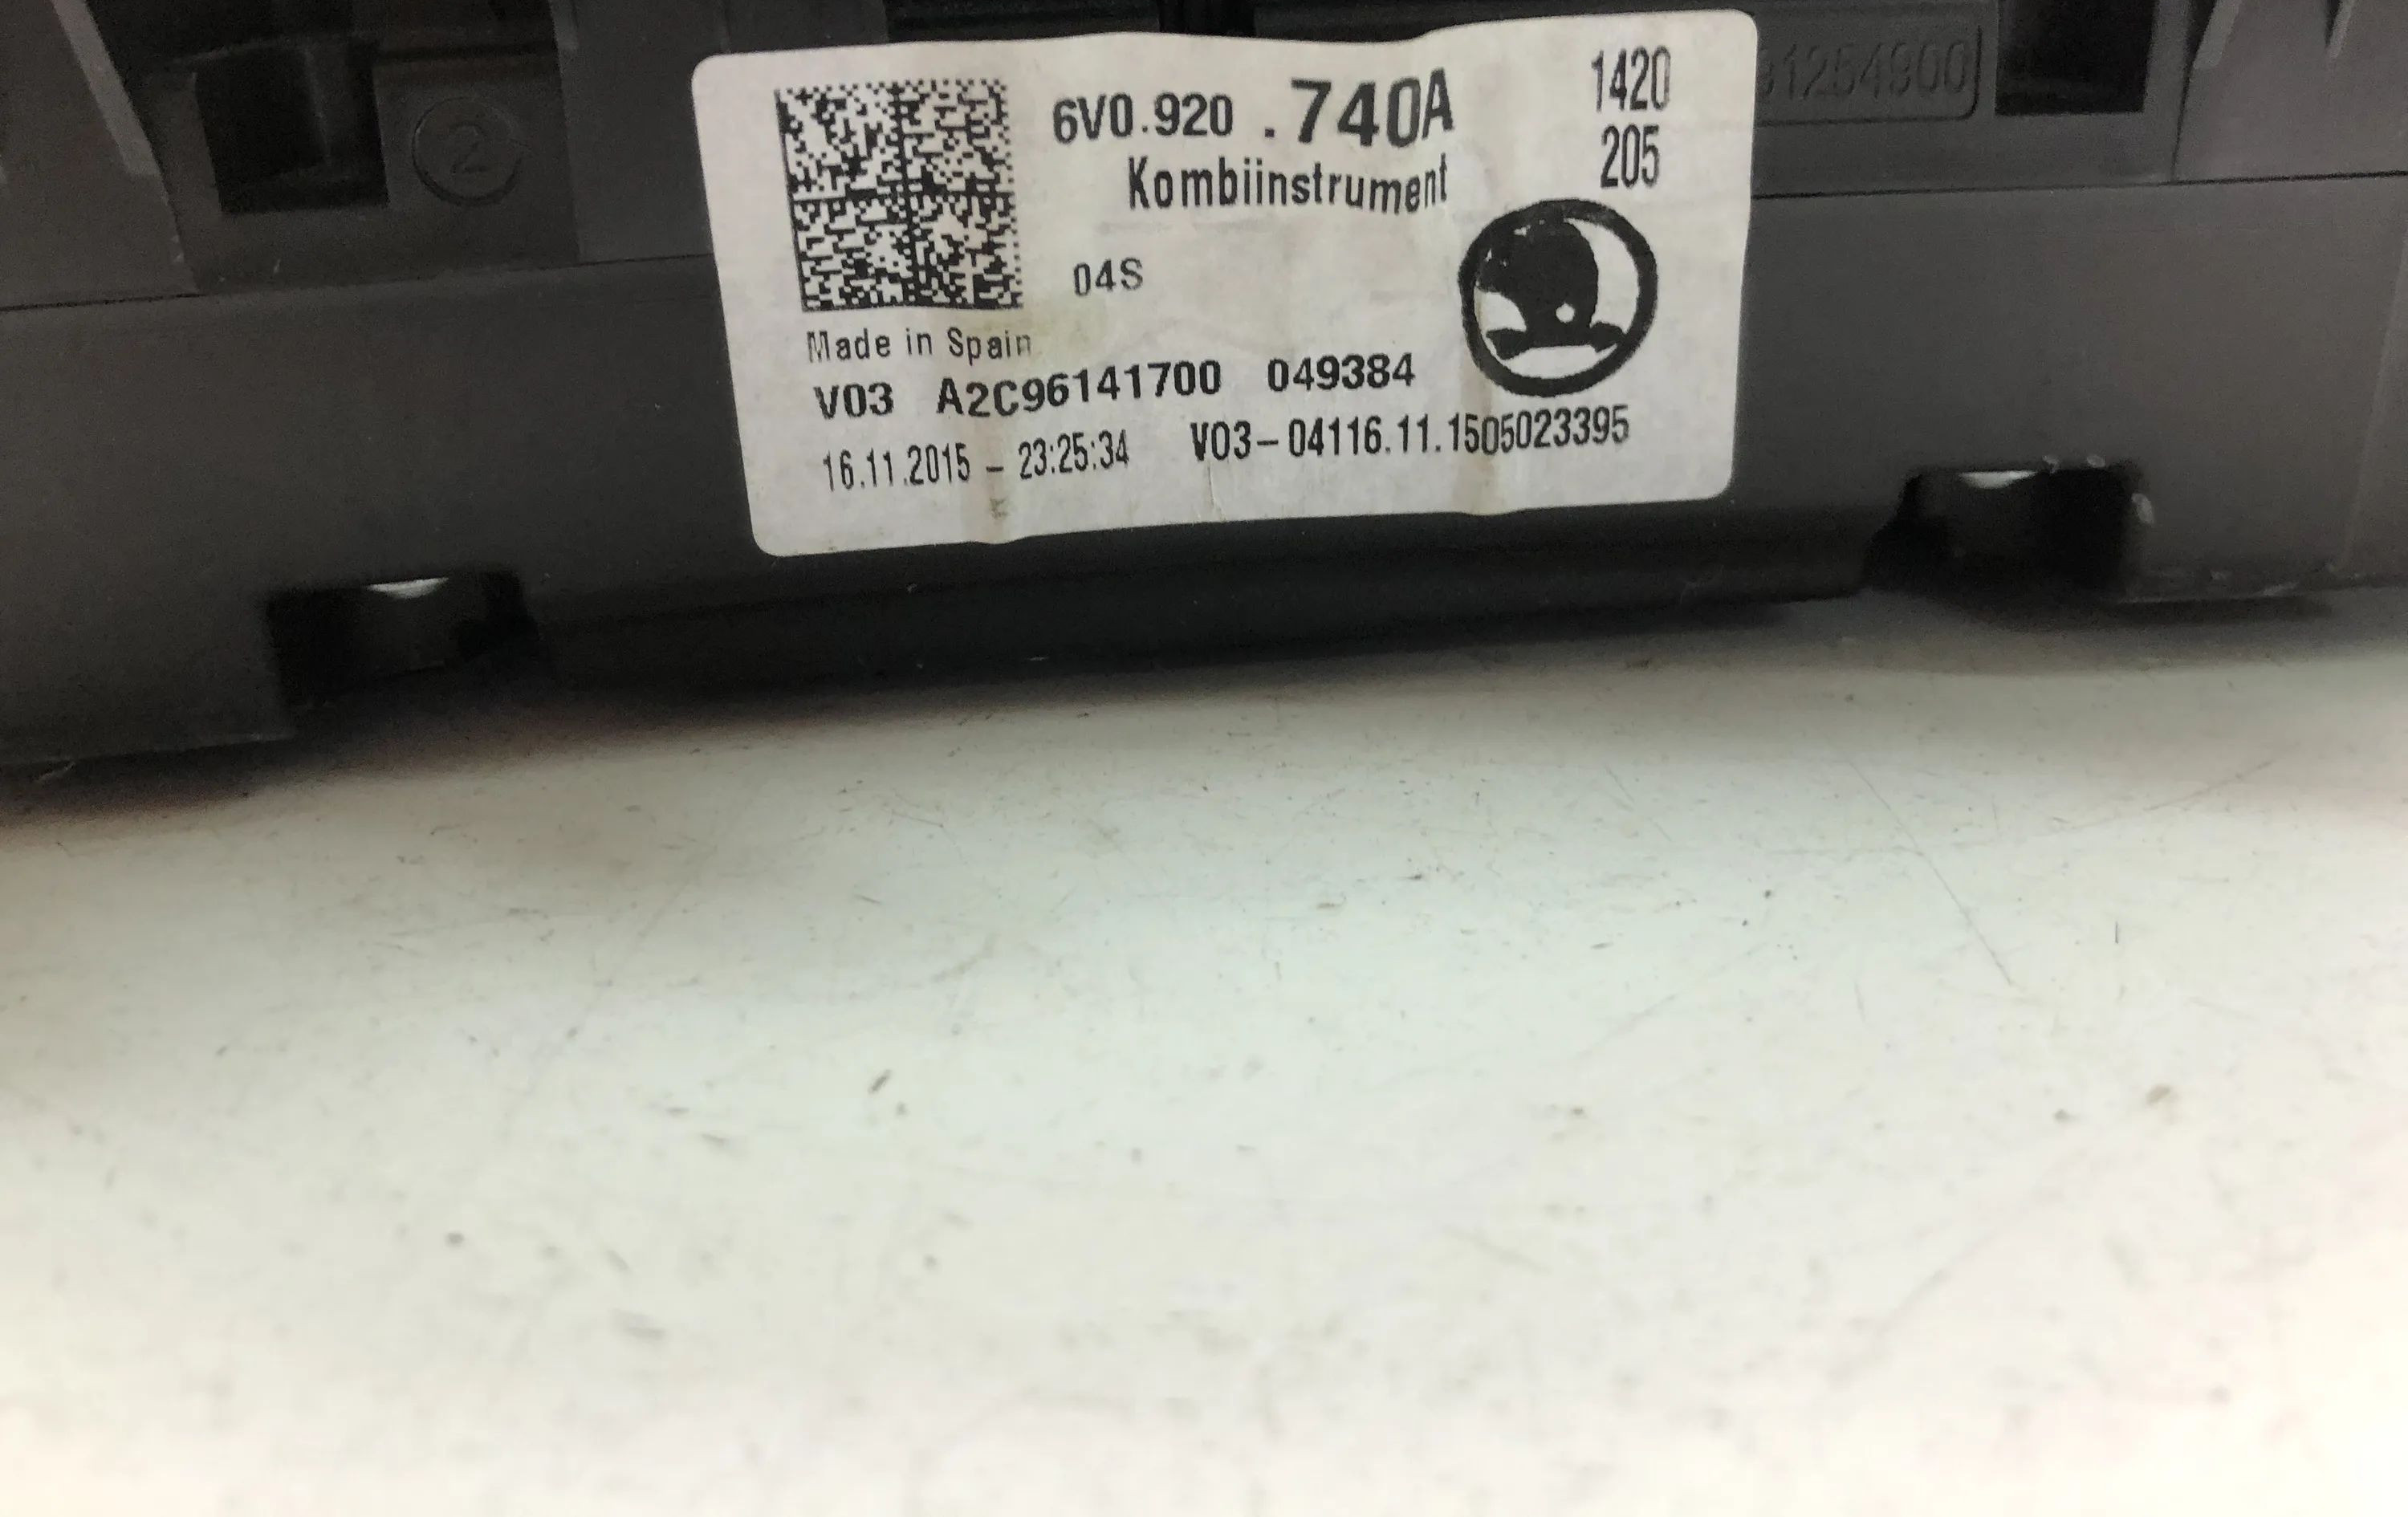 6V0.920 .740A
1420
205
Kombiinstrument
04S
Made in Spain
V03 A2C96141700 049384
16.11.2015 – 23:25:34 V03–04116.11.1505023395
2